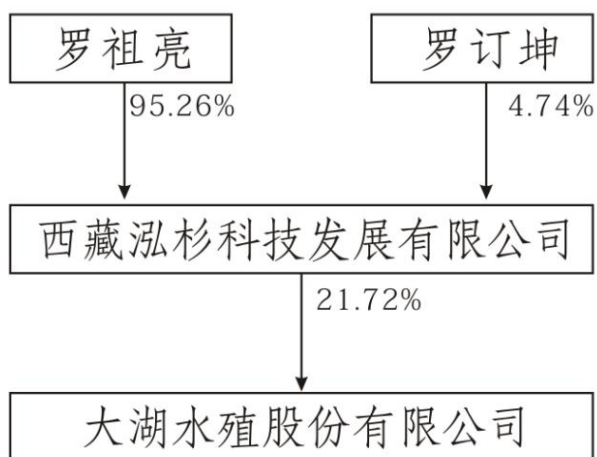 罗祖亮
罗订坤
95.26%
4.74%
西藏泓杉科技发展有限公司
21.72%
大湖水殖股份有限公司